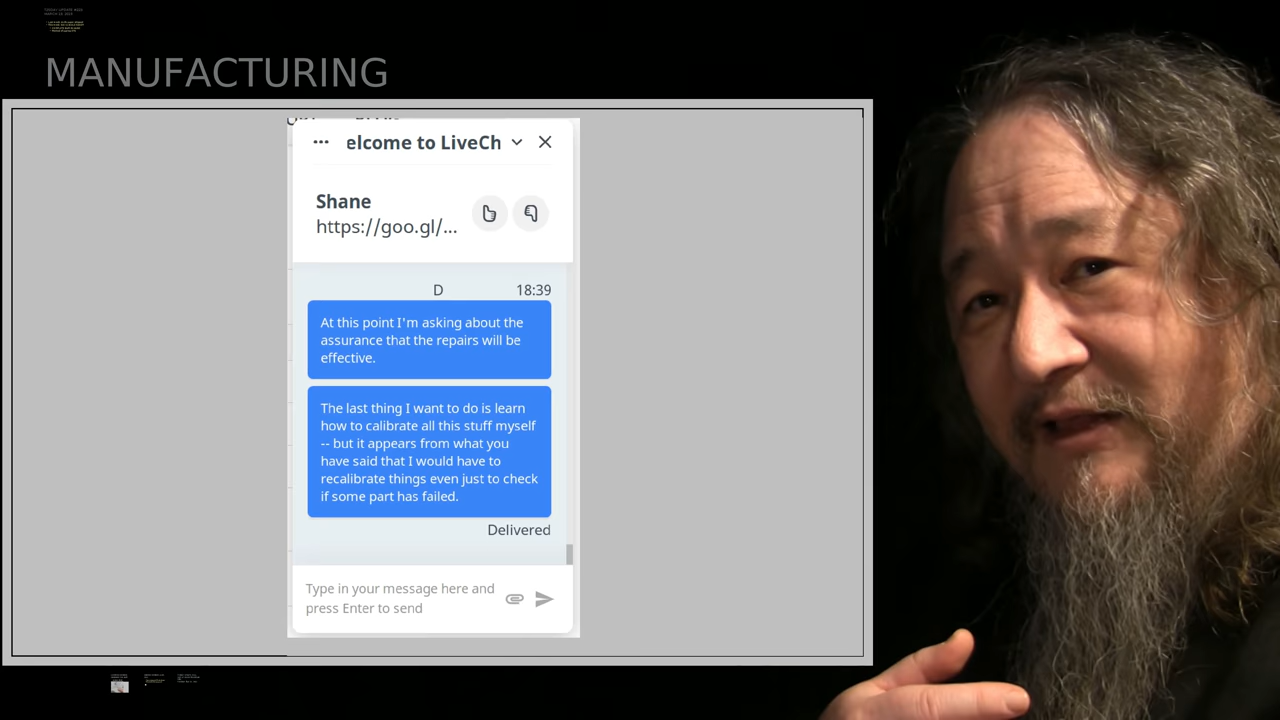 MANUFACTURING
••• elcome to LiveCh
Shane
https://goo.gl/...
D 18:39
At this point I'm asking about the
assurance that the repairs will be
effective.
The last thing I want to do is learn
how to calibrate all this stuff myself
-- but it appears from what you
have said that I would have to
recalibrate things even just to check
if some part has failed.
Delivered
Type in your message here and
press Enter to send